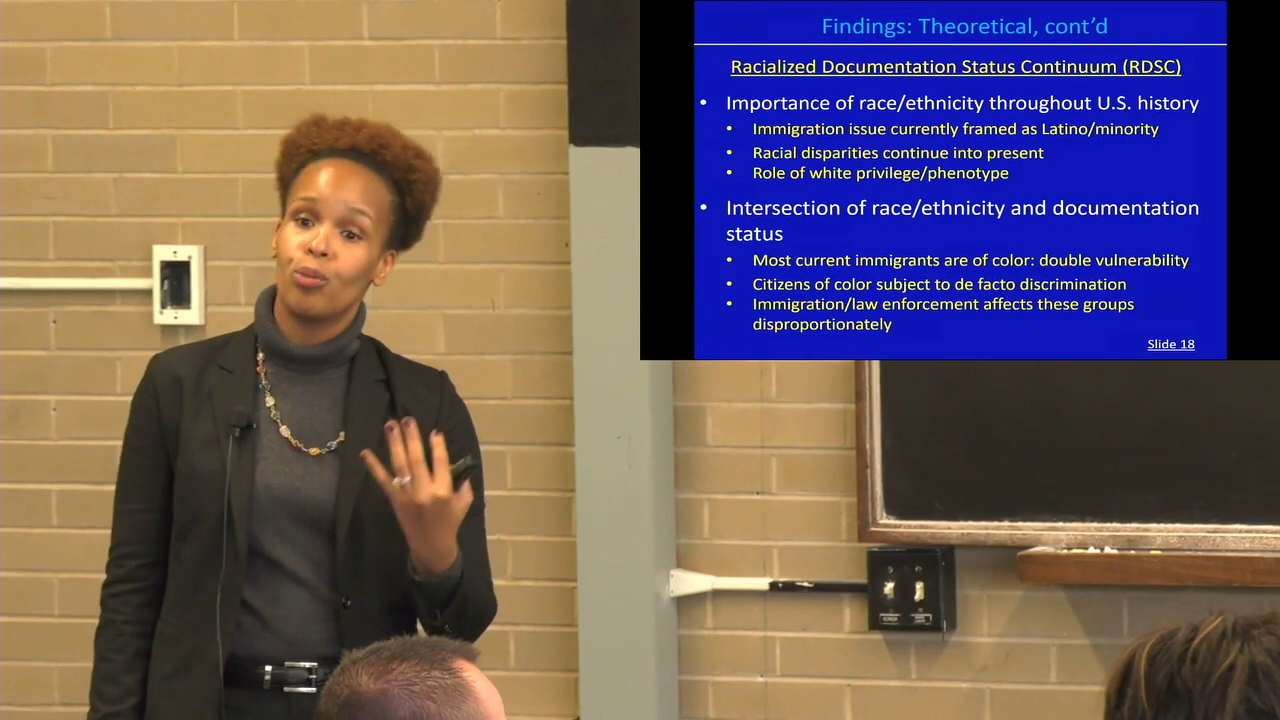 Findings: Theoretical, cont'd
Racialized Documentation Status Continuum (RDSC)
• Importance of race/ethnicity throughout U.S. history
• Immigration issue currently framed as Latino/minority
• Racial disparities continue into present
• Role of white privilege/phenotype
• Intersection of race/ethnicity and documentation
status
• Most current immigrants are of color: double vulnerability
• Citizens of color subject to de facto discrimination
• Immigration/law enforcement affects these groups
disproportionately
Slide 18